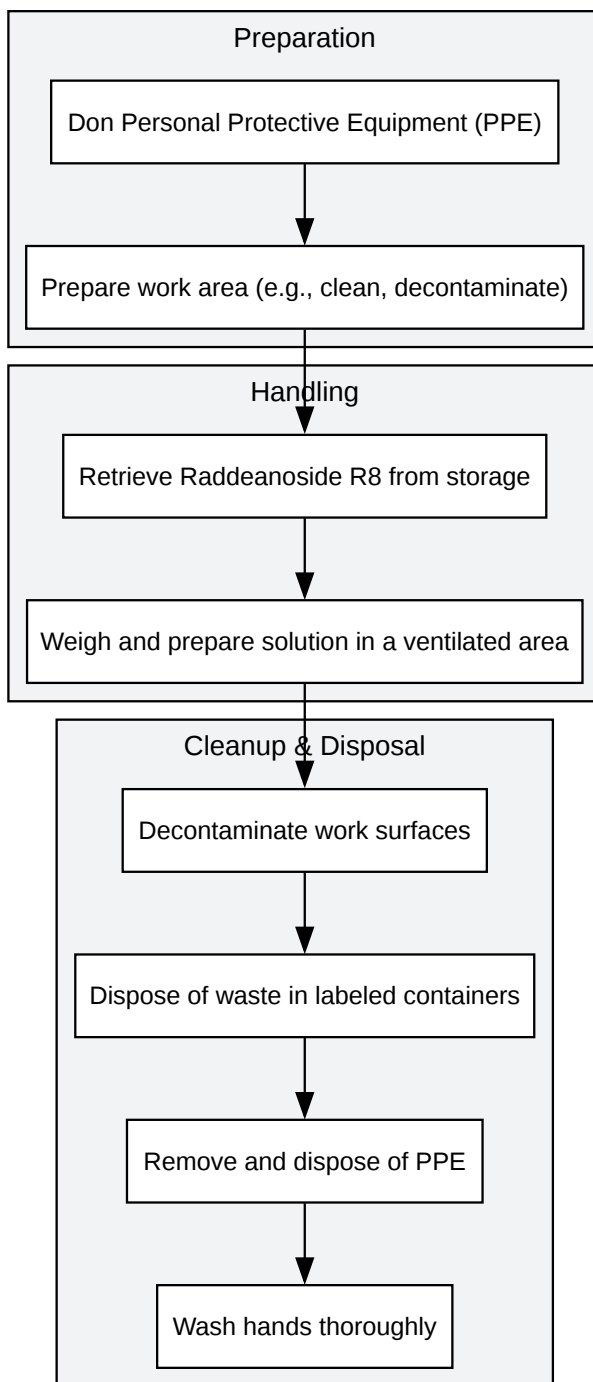 Preparation
Don Personal Protective Equipment (PPE)
Prepare work area (e.g., clean, decontaminate)
Handling
Retrieve Raddeanoside R8 from storage
Weigh and prepare solution in a ventilated area
Cleanup & Disposal
Decontaminate work surfaces
Dispose of waste in labeled containers
Remove and dispose of PPE
Wash hands thoroughly